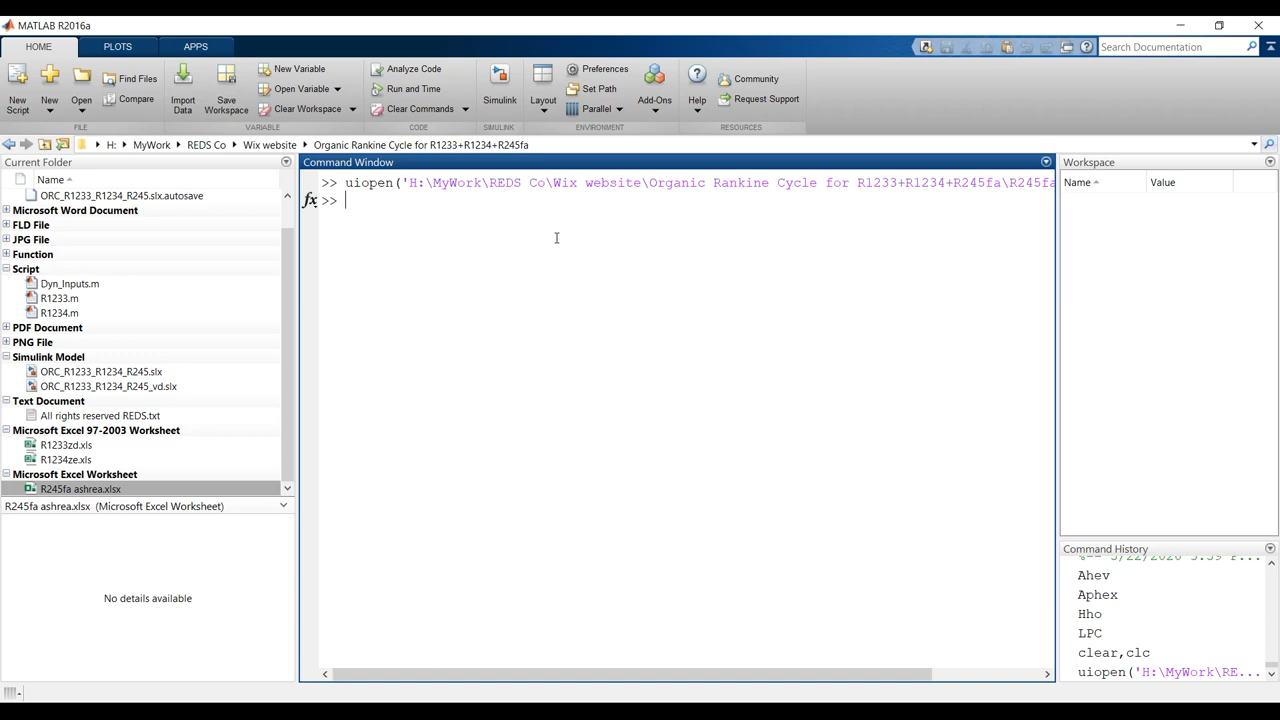 MATLAB R2016a
HOME PLOTS APPS Search Documentation
New Script New Open Find Files Compare Import Data Save Workspace New Variable Open Variable Clear Workspace Analyze Code Run and Time Clear Commands Simulink Layout Preferences Set Path Parallel Add-Ons Help Community Request Support
FILE VARIABLE CODE SIMULINK ENVIRONMENT RESOURCES
H: MyWork REDS Co Wix website Organic Rankine Cycle for R1233+R1234+R245fa
Current Folder
Name
ORC_R1233_R1234_R245.slx.autosave
Microsoft Word Document
FLD File
JPG File
Function
Script
Dyn_Inputs.m
R1233.m
R1234.m
PDF Document
PNG File
Simulink Model
ORC_R1233_R1234_R245.slx
ORC_R1233_R1234_R245_vd.slx
Text Document
All rights reserved REDS.txt
Microsoft Excel 97-2003 Worksheet
R1233zd.xls
R1234ze.xls
Microsoft Excel Worksheet
R245fa ashrea.xlsx
R245fa ashrea.xlsx (Microsoft Excel Worksheet)
No details available
Command Window
>> uiopen('H:\MyWork\REDS Co\Wix website\Organic Rankine Cycle for R1233+R1234+R245fa\R245fa
fx >>
Workspace
Name Value
Command History
Ahev
Aphex
Hho
LPC
clear,clc
uiopen('H:\MyWork\RE...